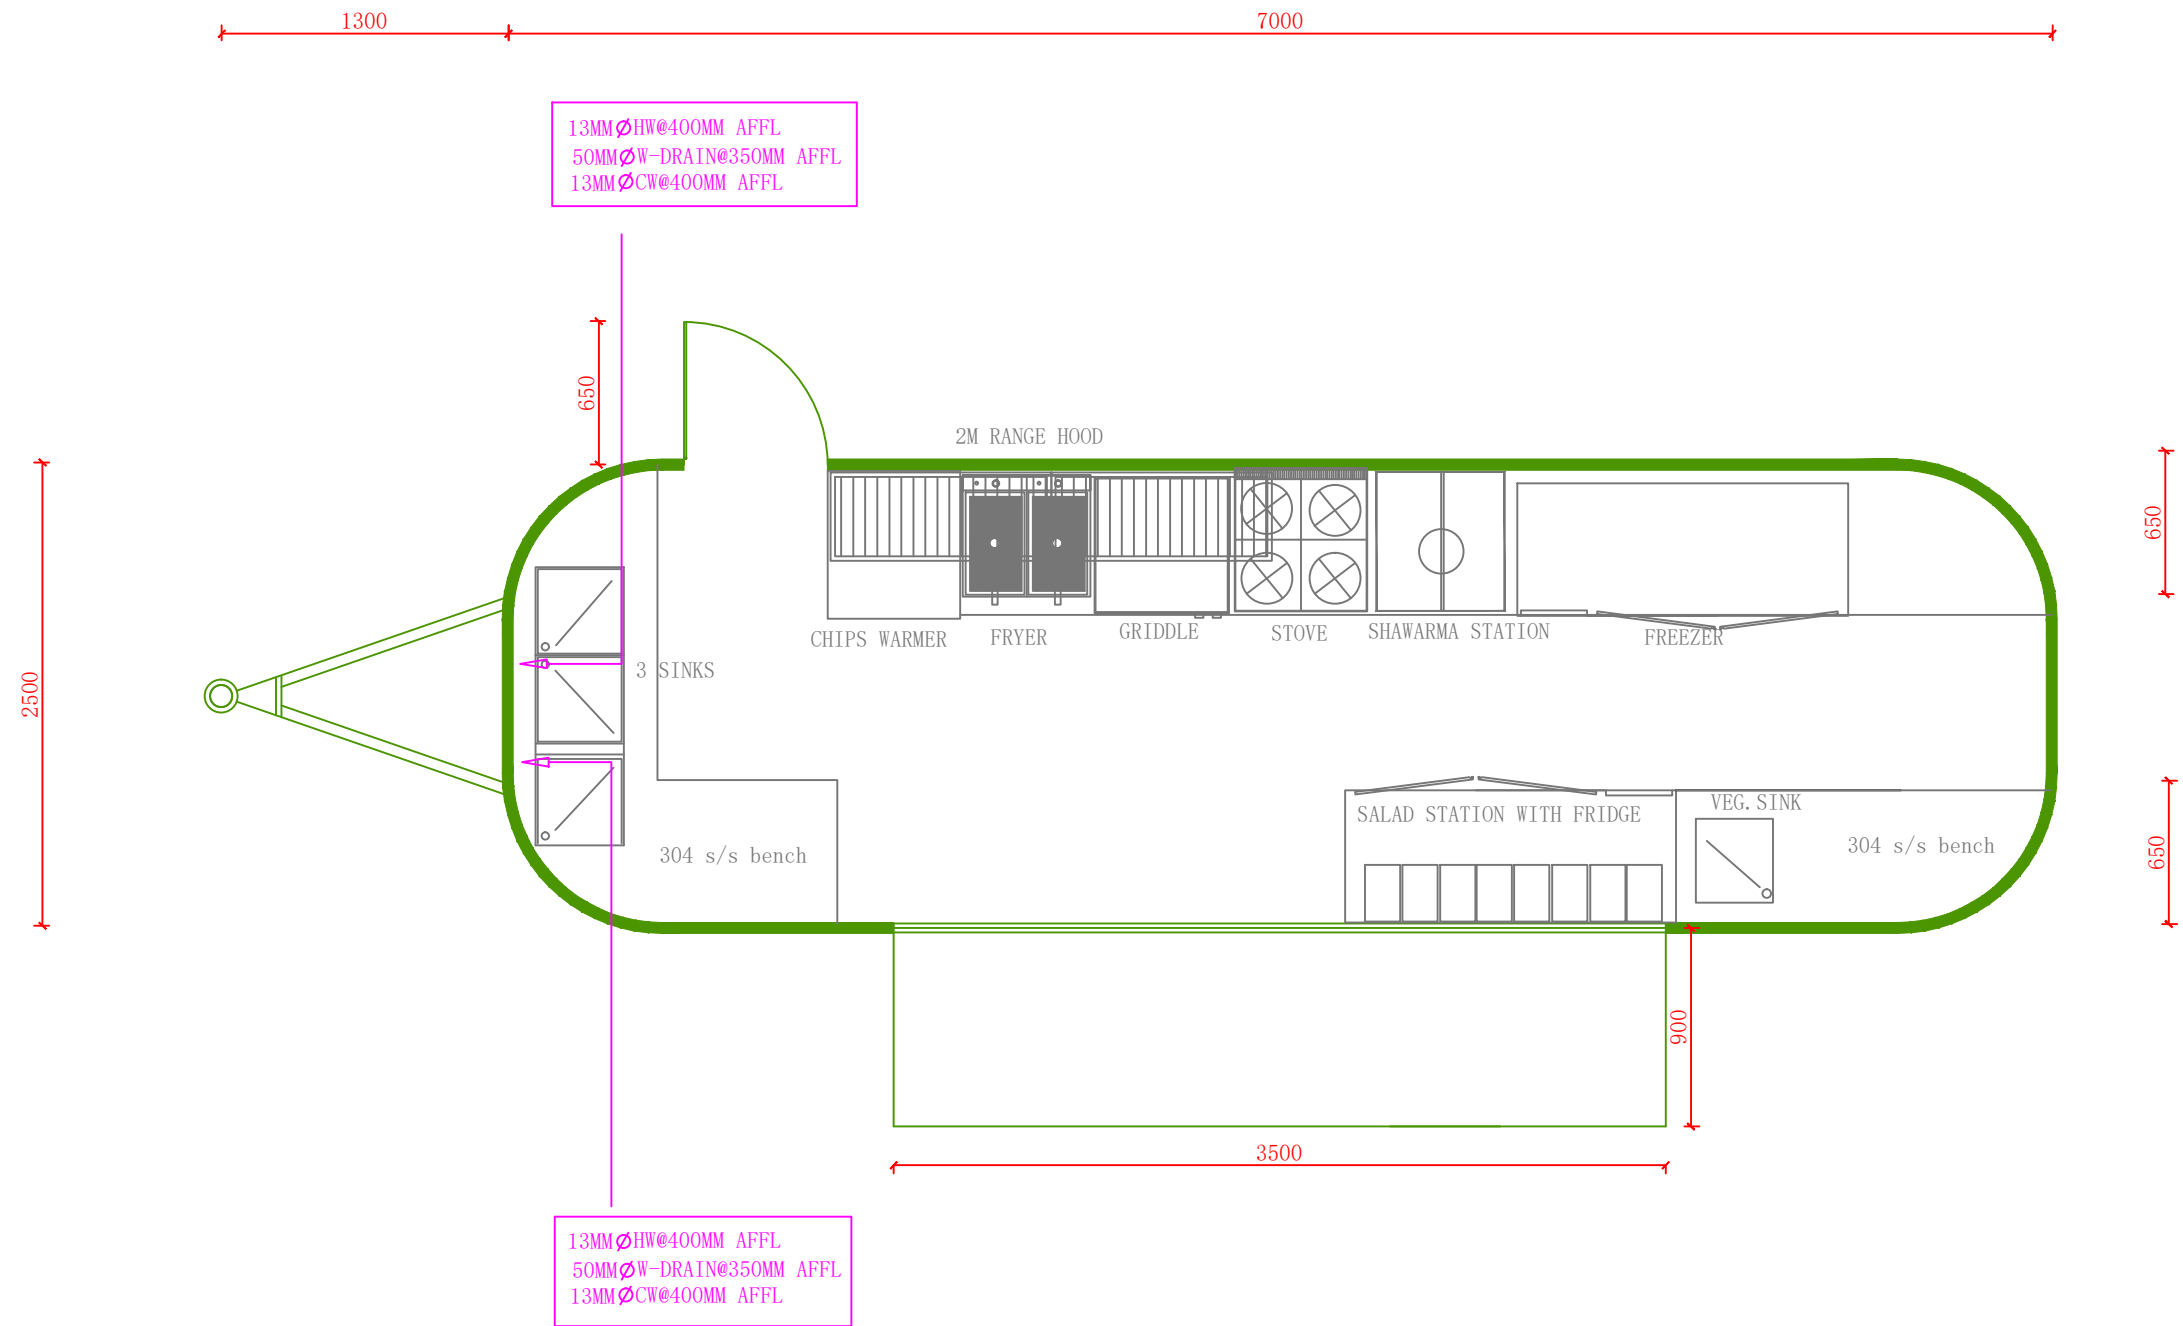 1300
7000
13MMØHW@400MM AFFL
50MMØW-DRAIN@350MM AFFL
13MMØCW@400MM AFFL
650
2M RANGE HOOD
650
CHIPS WARMER
FRYER
GRIDDLE
STOVE
SHAWARMA STATION
FREEZER
3 SINKS
2500
SALAD STATION WITH FRIDGE
VEG.SINK
304 s/s bench
304 s/s bench
650
900
3500
13MMØHW@400MM AFFL
50MMØW-DRAIN@350MM AFFL
13MMØCW@400MM AFFL